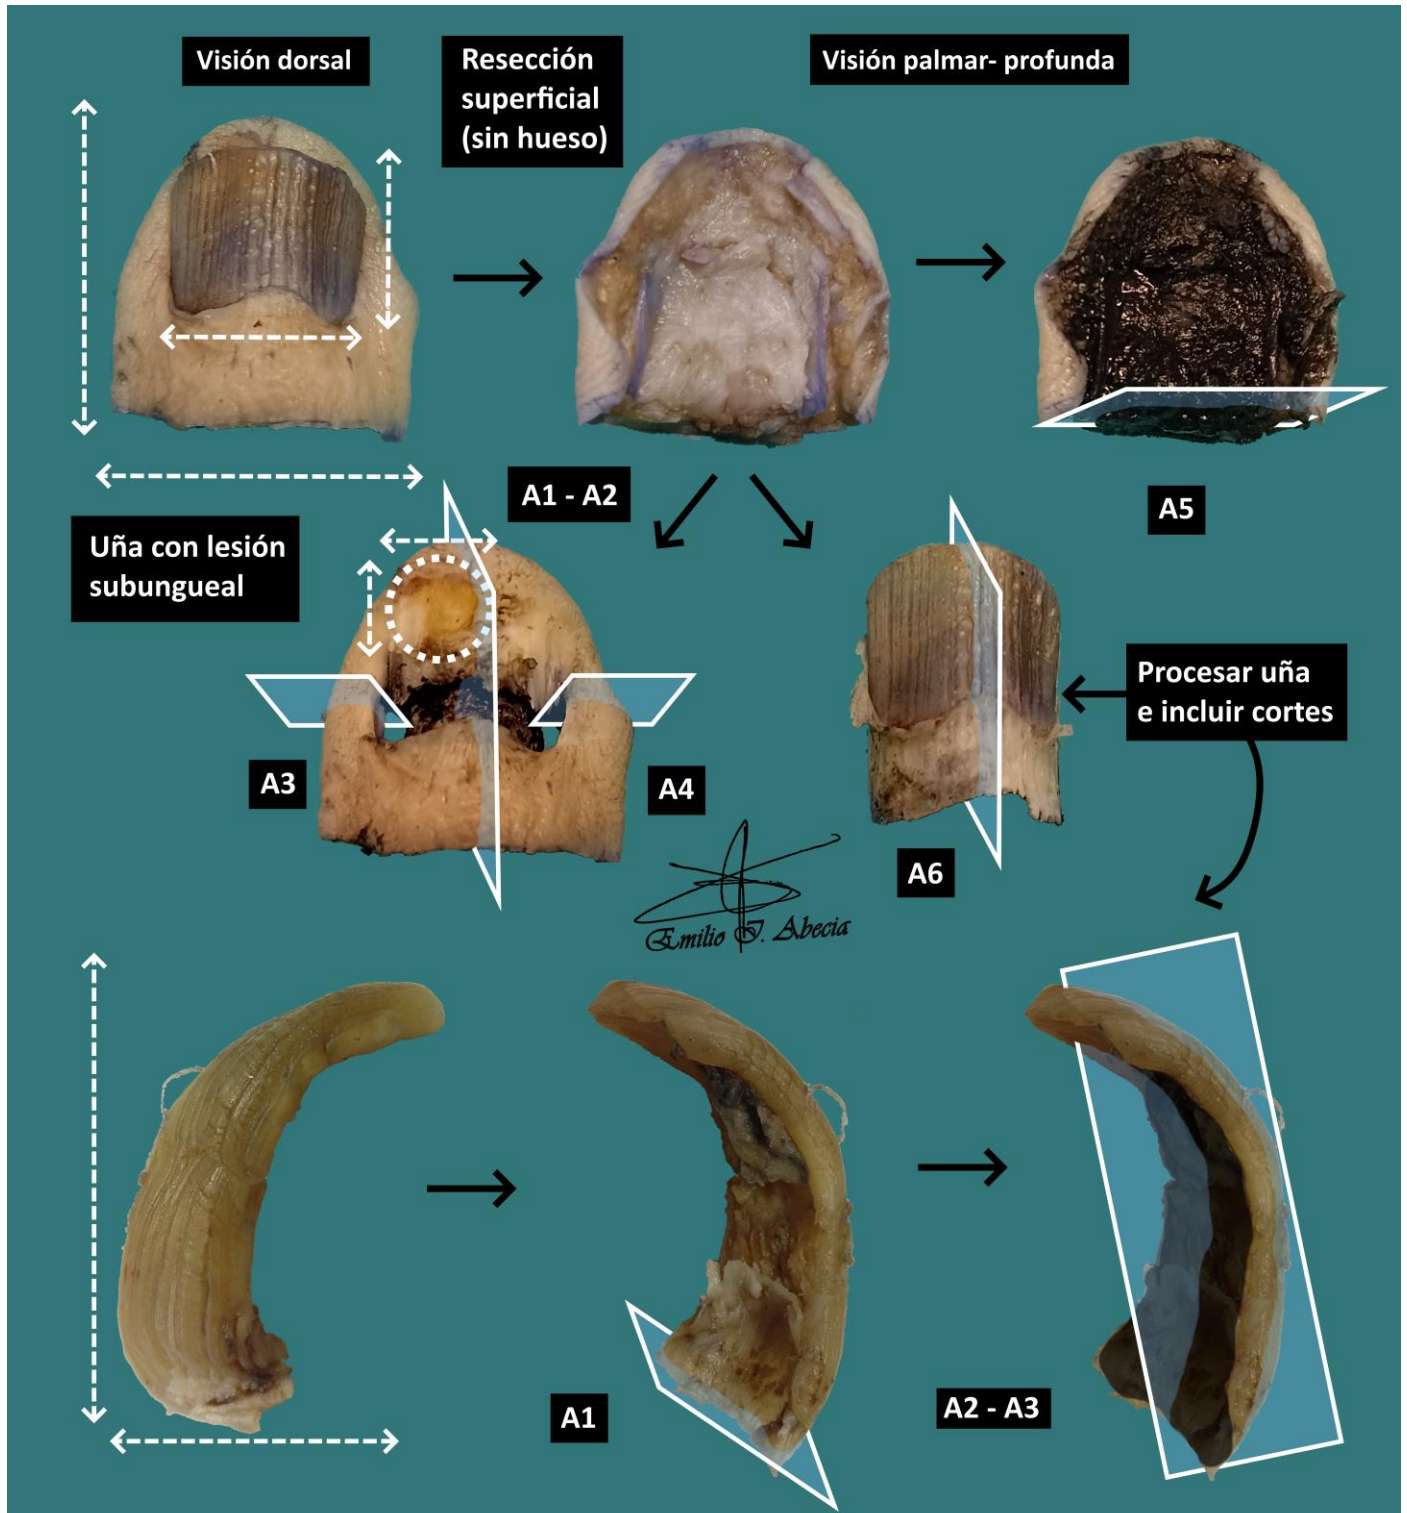 Visión dorsal
Resección
superficial
(sin hueso)
Visión palmar- profunda
A1 - A2
A5
Uña con lesión
subungueal
A3
A4
A6
Procesar uña
e incluir cortes
Emilio I. Abecia
A1
A2 - A3